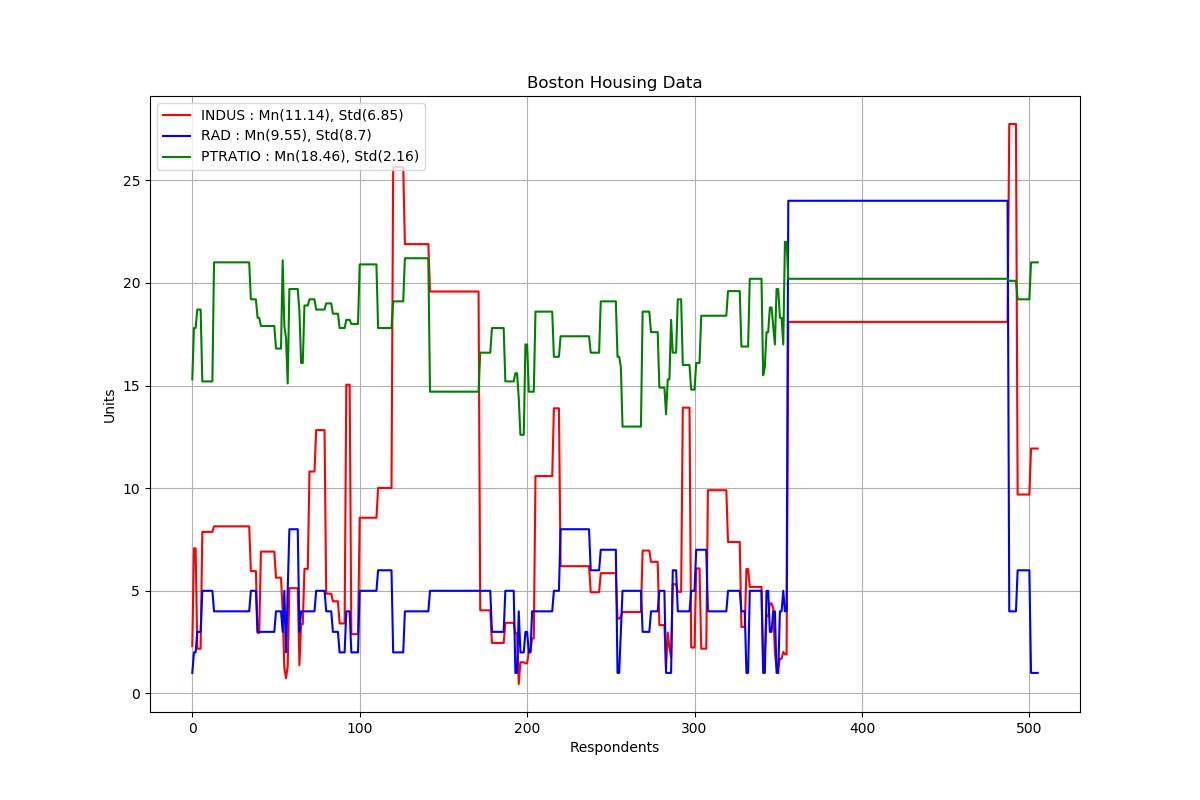 Boston Housing Data
INDUS : Mn(11.14), Std(6.85)
RAD : Mn(9.55), Std(8.7)
PTRATIO : Mn(18.46), Std(2.16)
25
20
15
10
5
0
Units
0 100 200 300 400 500
Respondents